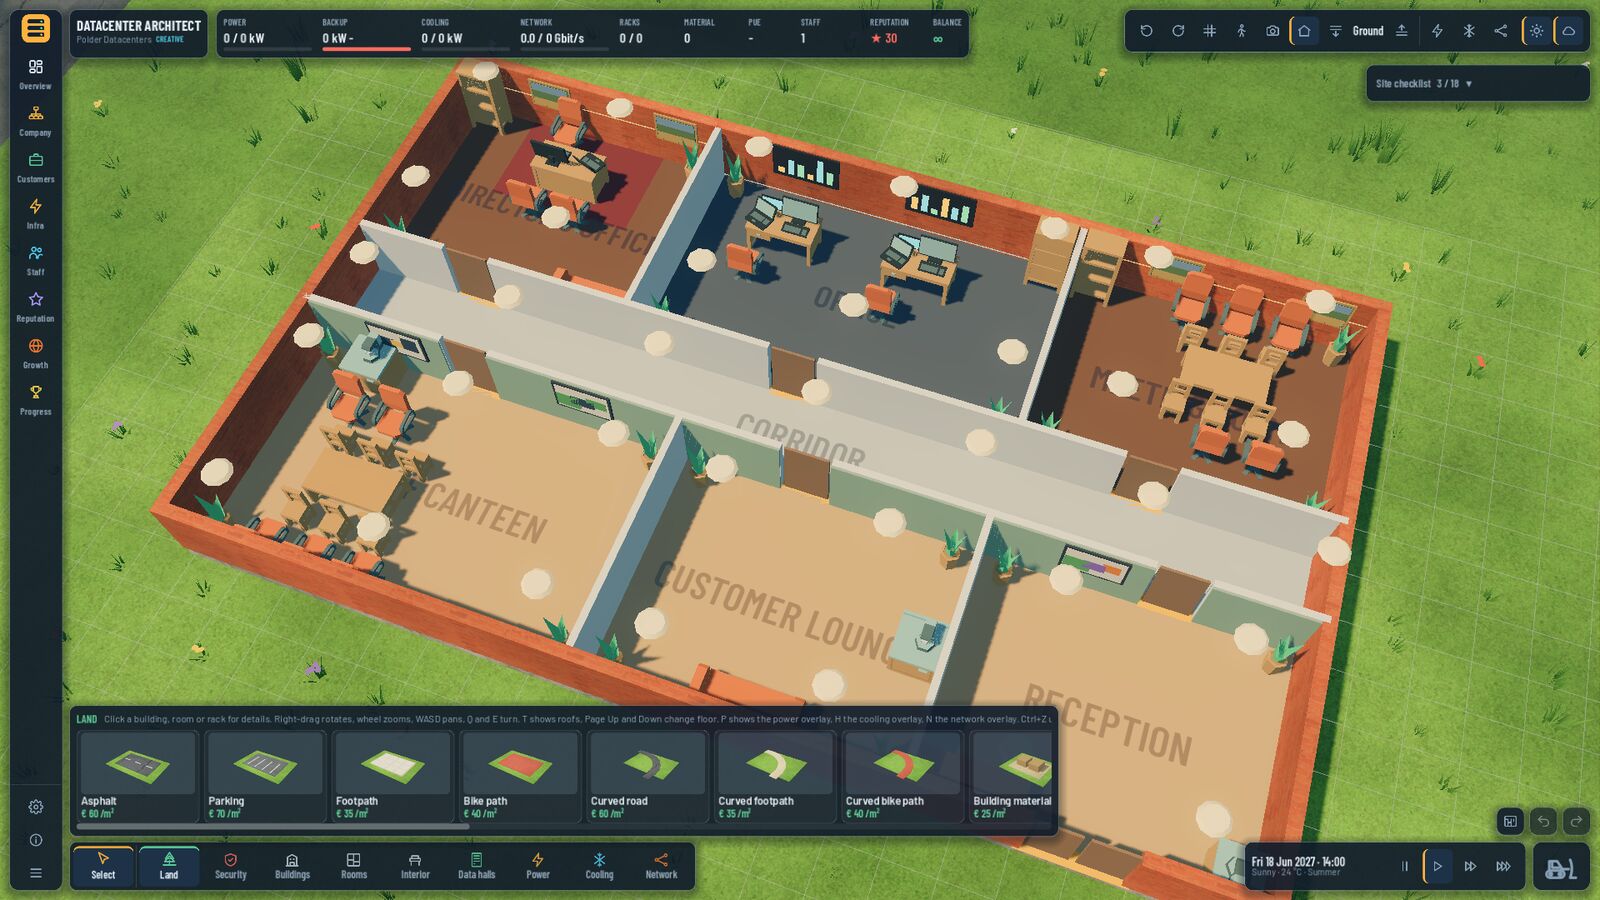 DATACENTER ARCHITECT
Polder Datacenters CREATIVE
POWER
0 / 0 kW
BACKUP
0 kW -
COOLING
0 / 0 kW
NETWORK
0.0 / 0 Gbit/s
RACKS
0 / 0
MATERIAL
0
PUE
-
STAFF
1
REPUTATION
★ 30
BALANCE
∞
Ground
Site checklist 3 / 18 ▾
Overview
Company
Customers
Infra
Staff
Reputation
Growth
Progress
OFFICE
CORRIDOR
CANTEEN
CUSTOMER LOUNG
RECEPTION
LAND Click a building, room or rack for details. Right-drag rotates, wheel zooms, WASD pans, Q and E turn. T shows roofs, Page Up and Down change floor. P shows the power overlay, H the cooling overlay, N the network overlay. Ctrl+Z
Asphalt
€ 60 /m²
Parking
€ 70 /m²
Footpath
€ 35 /m²
Bike path
€ 40 /m²
Curved road
€ 60 /m²
Curved footpath
€ 35 /m²
Curved bike path
€ 40 /m²
Building material
€ 25 /m²
Select
Land
Security
Buildings
Rooms
Interior
Data halls
Power
Cooling
Network
Fri 18 Jun 2027 · 14:00
Sunny · 24 °C · Summer